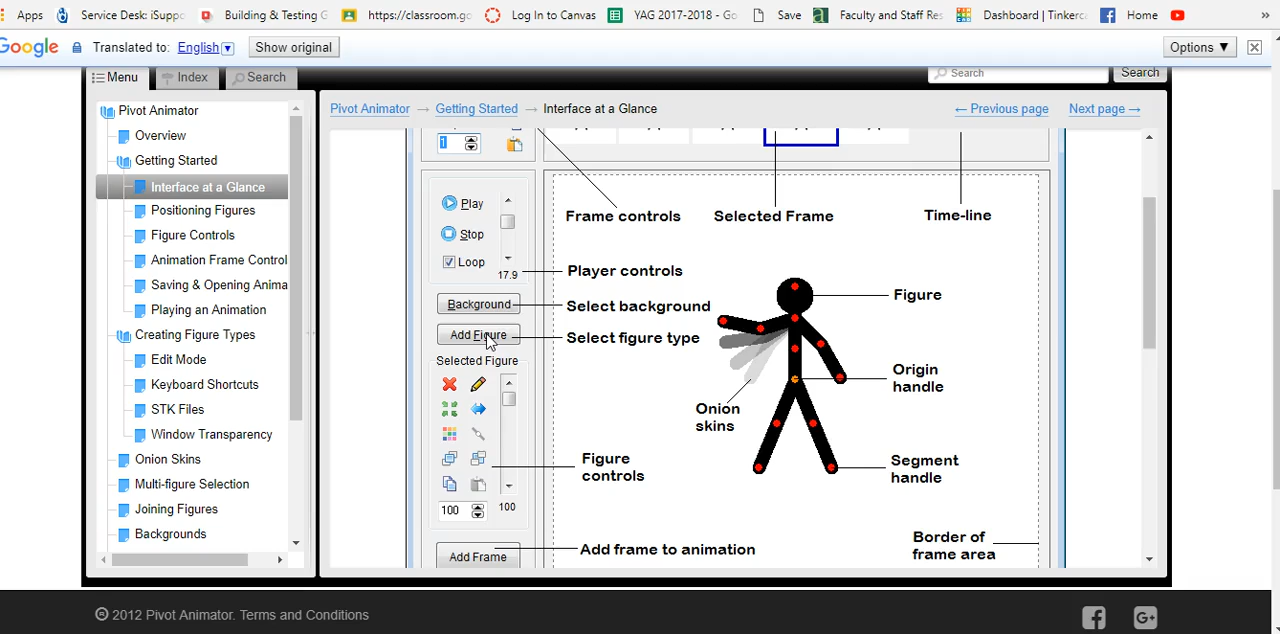 Apps
Service Desk: iSuppo
Building & Testing G
https://classroom.go
Log In to Canvas
YAG 2017-2018 - Go
Save
Faculty and Staff Res
Dashboard | Tinkerca
Home
»
Google
Translated to: English
Show original
Options ▼
Menu
Index
Search
Search
Search
Pivot Animator
Overview
Getting Started
Interface at a Glance
Positioning Figures
Figure Controls
Animation Frame Control
Saving & Opening Anima
Playing an Animation
Creating Figure Types
Edit Mode
Keyboard Shortcuts
STK Files
Window Transparency
Onion Skins
Multi-figure Selection
Joining Figures
Backgrounds
Pivot Animator → Getting Started → Interface at a Glance
← Previous page
Next page →
1
Frame controls
Selected Frame
Time-line
Play
Stop
Loop
17.9
Player controls
Background
Select background
Add Figure
Select figure type
Selected Figure
Figure
Origin
handle
Onion
skins
Segment
handle
Figure
controls
100
100
Add Frame
Add frame to animation
Border of
frame area
® 2012 Pivot Animator. Terms and Conditions
G+